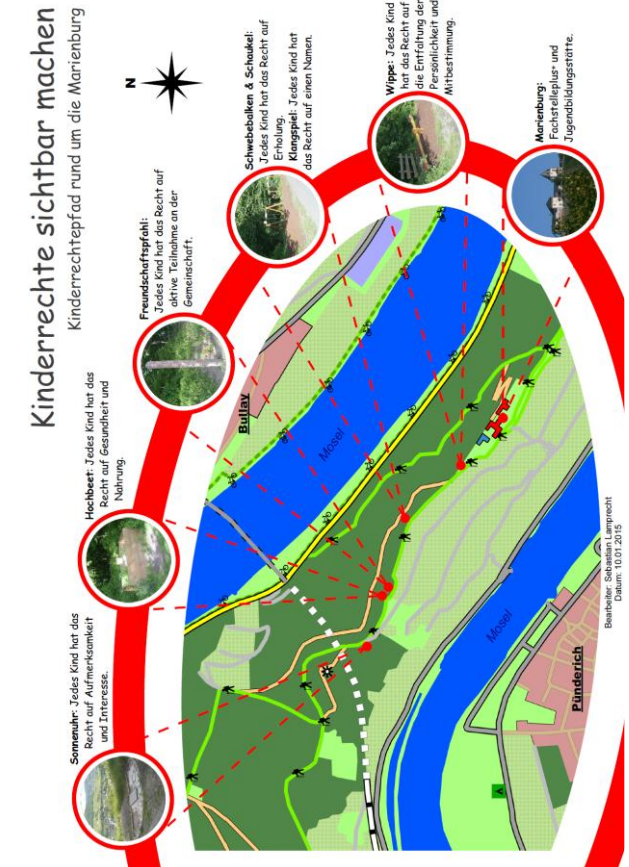 Kinderrechte sichtbar machen
Kinderrechtepfad rund um die Marienburg
N
Sonnenuhr: Jedes Kind hat das
Recht auf Aufmerksamkeit
und Interesse.
Hochbeet: Jedes Kind hat das
Recht auf Gesundheit und
Nahrung.
Freundschaftspfahl:
Jedes Kind hat das Recht auf
aktive Teilnahme an der
Gemeinschaft.
Schwebebalken & Schaukel:
Jedes Kind hat das Recht auf
Erholung.
Klangspiel: Jedes Kind hat
das Recht auf einen Namen.
Wippe: Jedes Kind
hat das Recht auf
die Entfaltung der
Persönlichkeit und
Mitbestimmung.
Marienburg:
Fachstelleplus+ und
Jugendbildungsstätte.
Bullay
Mosel
Mosel
Pünderich
Bearbeiter: Sebastian Lamprecht
Datum: 10.01.2015